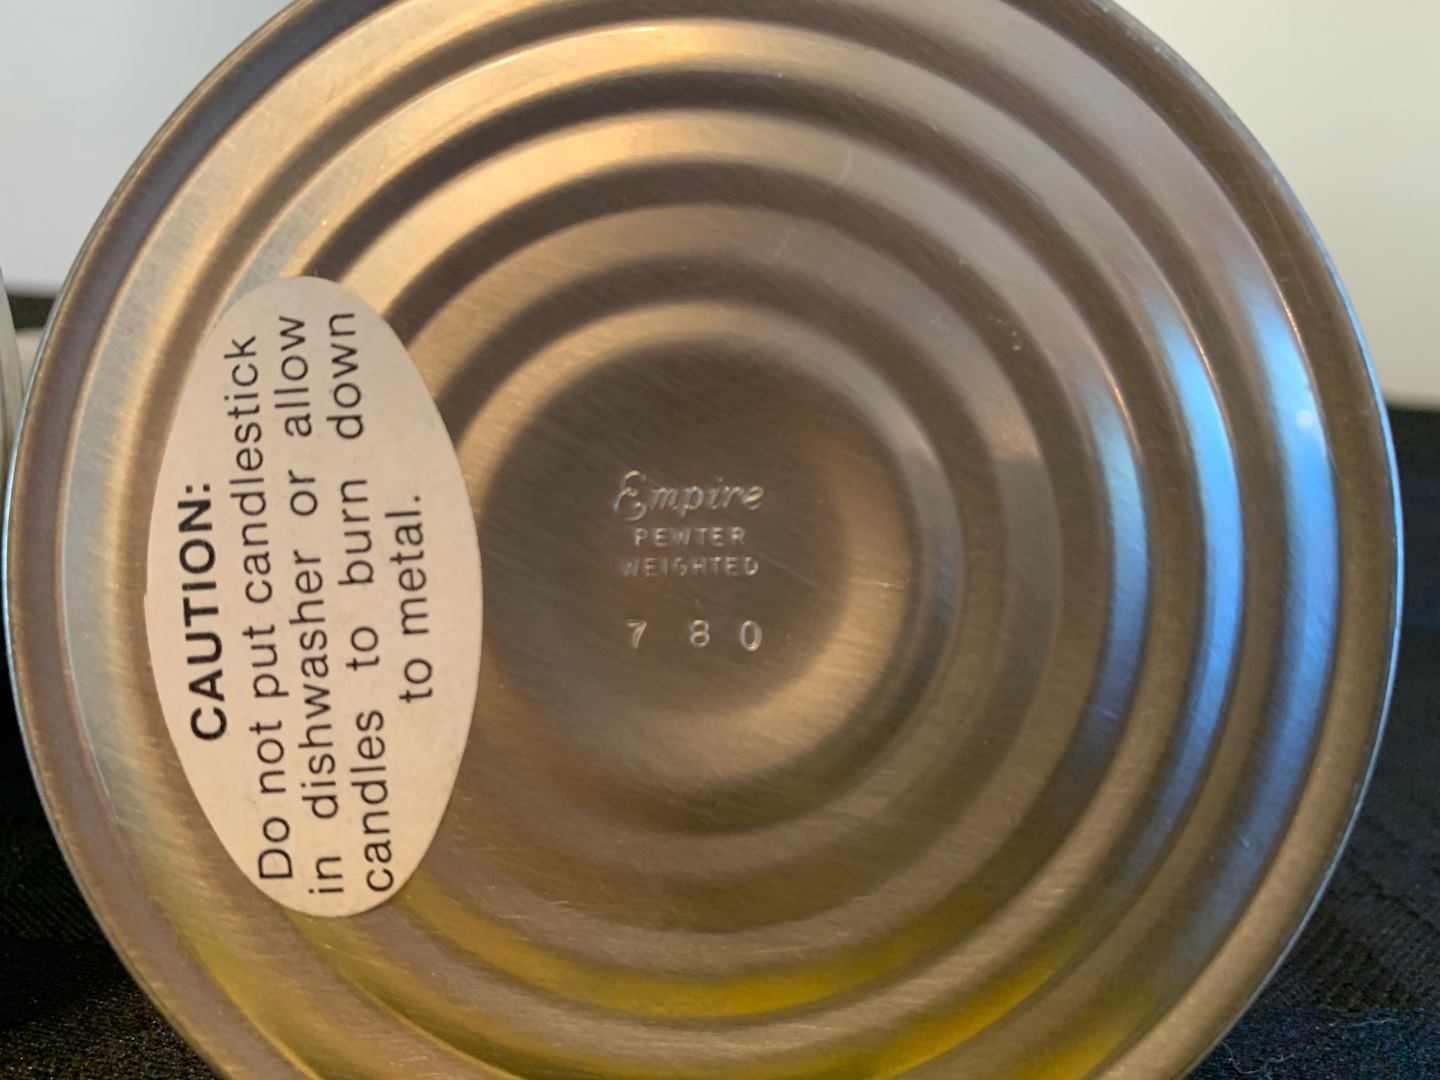 CAUTION:
Do not put candlestick
in dishwasher or allow
candles to burn down
to metal.
Empire
PEWTER
WEIGHTED
7 8 0